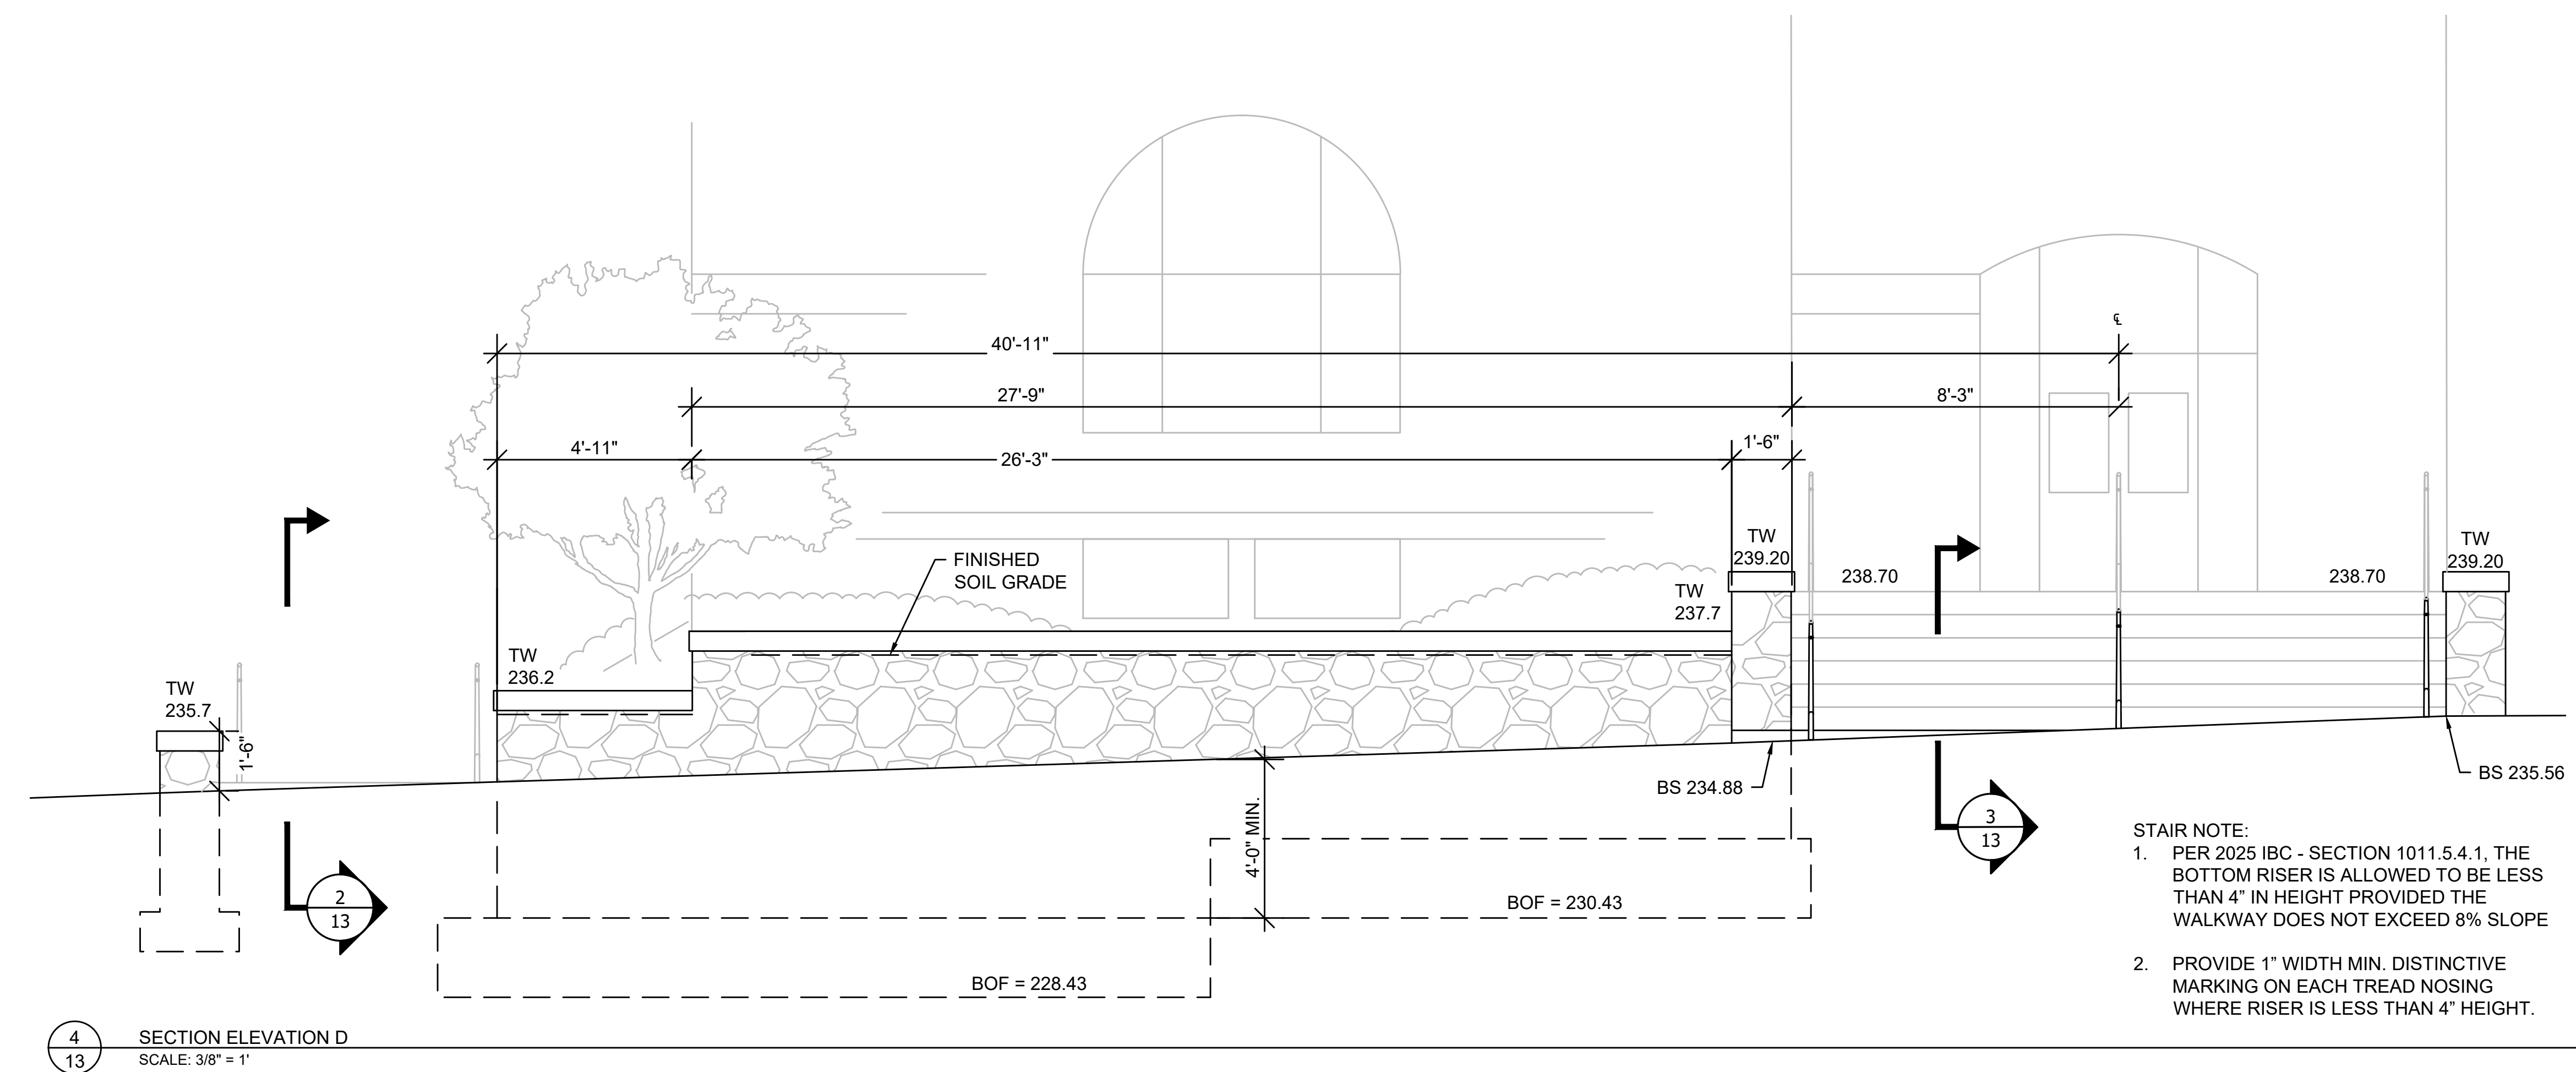 ℄
40'-11"
27'-9"
8'-3"
4'-11"
26'-3"
1'-6"
FINISHED
SOIL GRADE
TW
239.20
TW
239.20
238.70
238.70
TW
237.7
TW
236.2
TW
235.7
1'-6"
BS 234.88
BS 235.56
4'-0" MIN.
3
13
2
13
BOF = 230.43
BOF = 228.43
STAIR NOTE:
1. PER 2025 IBC - SECTION 1011.5.4.1, THE
BOTTOM RISER IS ALLOWED TO BE LESS
THAN 4” IN HEIGHT PROVIDED THE
WALKWAY DOES NOT EXCEED 8% SLOPE
2. PROVIDE 1” WIDTH MIN. DISTINCTIVE
MARKING ON EACH TREAD NOSING
WHERE RISER IS LESS THAN 4” HEIGHT.
4
13
SECTION ELEVATION D
SCALE: 3/8" = 1'